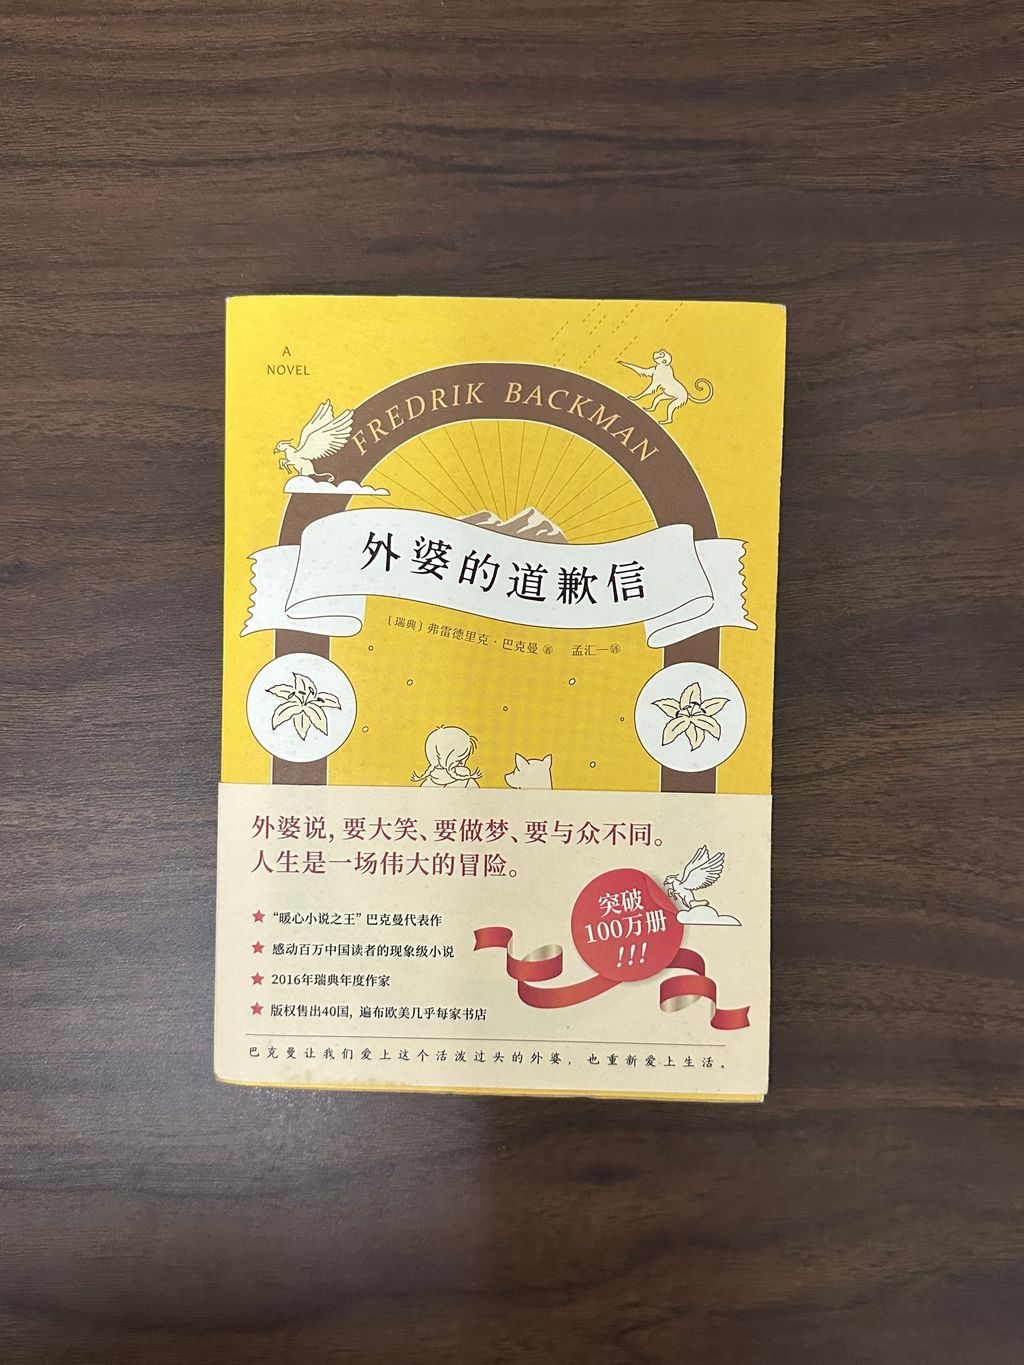 A
NOVEL
FREDRIK BACKMAN
外婆的道歉信
〔瑞典〕弗雷德里克·巴克曼 著 孟汇一 译
外婆说，要大笑、要做梦、要与众不同。
人生是一场伟大的冒险。
“暖心小说之王”巴克曼代表作
感动百万中国读者的现象级小说
2016年瑞典年度作家
版权售出40国，遍布欧美几乎每家书店
突破
100万册
!!!
巴克曼让我们爱上这个活泼过头的外婆，也重新爱上生活。